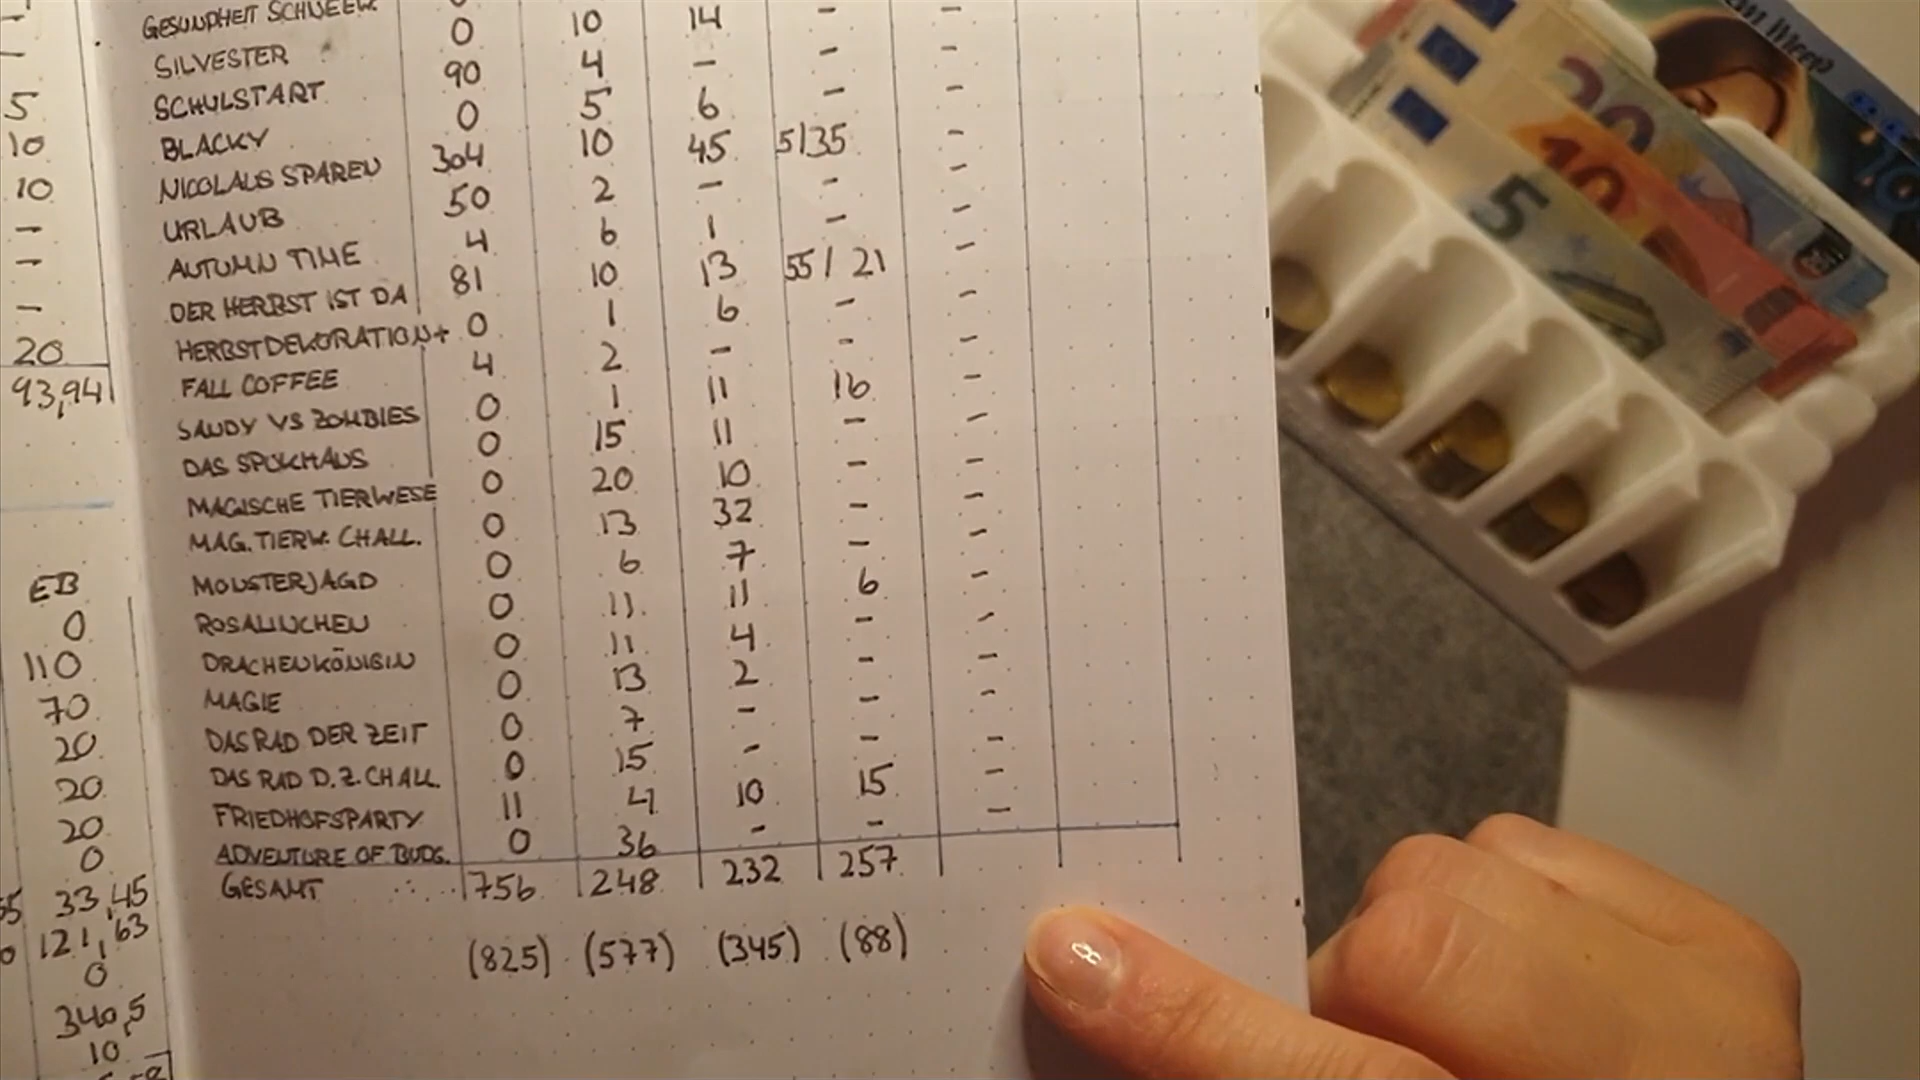 GESUNDHEIT SCHNEEW. 0 10 14 -
SILVESTER 90 4 - - -
SCHULSTART 0 5 6 - -
BLACKY 304 10 45 5/35 -
NICOLAUS SPAREN 50 2 - - -
URLAUB 4 6 1 - -
AUTUMN TIME 81 10 13 55/21 -
DER HERBST IST DA 0 1 6 - -
HERBSTDEKORATION+ 4 2 - - -
FALL COFFEE 0 1 11 16 -
SANDY VS ZOMBIES 0 15 11 - -
DAS SPUKHAUS 0 20 10 - -
MAGISCHE TIERWESE 0 13 32 - -
MAG. TIERW. CHALL. 0 6 7 - -
MONSTERJAGD 0 11 11 6 -
ROSALINCHEN 0 11 4 - -
DRACHENKÖNIGIN 0 13 2 - -
MAGIE 0 7 - - -
DAS RAD DER ZEIT 0 15 - - -
DAS RAD D. Z. CHALL. 11 4 10 15 -
FRIEDHOFSPARTY 0 36 - - -
ADVENTURE OF BUDG.
GESAMT 756 248 232 257
(825) (577) (345) (88)
-
-
5
10
10
-
-
-
20
93,94
EB
0
110
70
20
20
20
0
33,45
121,63
0
340,5
10
20
10
5